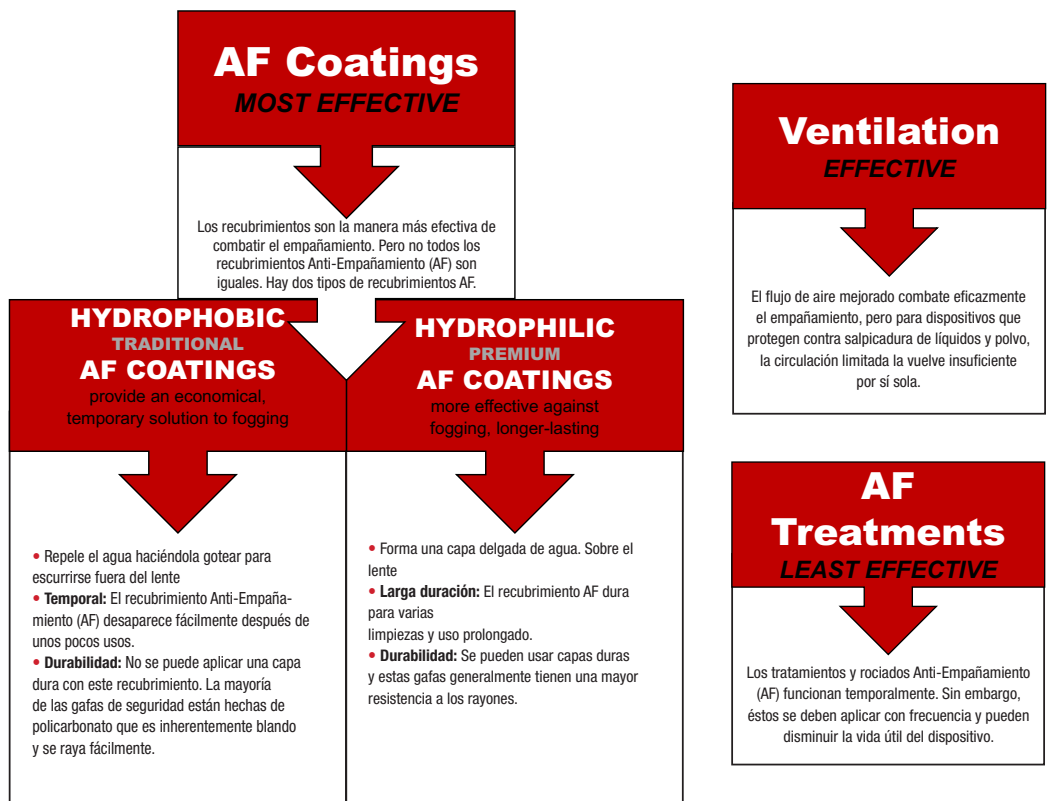 AF Coatings
MOST EFFECTIVE
Los recubrimientos son la manera más efectiva de
combatir el empañamiento. Pero no todos los
recubrimientos Anti-Empañamiento (AF) son
iguales. Hay dos tipos de recubrimientos AF.
HYDROPHOBIC
TRADITIONAL
AF COATINGS
provide an economical,
temporary solution to fogging
• Repele el agua haciéndola gotear para
escurrirse fuera del lente
• Temporal: El recubrimiento Anti-Empaña-
miento (AF) desaparece fácilmente después de
unos pocos usos.
• Durabilidad: No se puede aplicar una capa
dura con este recubrimiento. La mayoría
de las gafas de seguridad están hechas de
policarbonato que es inherentemente blando
y se raya fácilmente.
HYDROPHILIC
PREMIUM
AF COATINGS
more effective against
fogging, longer-lasting
• Forma una capa delgada de agua. Sobre el
lente
• Larga duración: El recubrimiento AF dura
para varias
limpiezas y uso prolongado.
• Durabilidad: Se pueden usar capas duras
y estas gafas generalmente tienen una mayor
resistencia a los rayones.
Ventilation
EFFECTIVE
El flujo de aire mejorado combate eficazmente
el empañamiento, pero para dispositivos que
protegen contra salpicadura de líquidos y polvo,
la circulación limitada la vuelve insuficiente
por sí sola.
AF
Treatments
LEAST EFFECTIVE
Los tratamientos y rociados Anti-Empañamiento
(AF) funcionan temporalmente. Sin embargo,
éstos se deben aplicar con frecuencia y pueden
disminuir la vida útil del dispositivo.